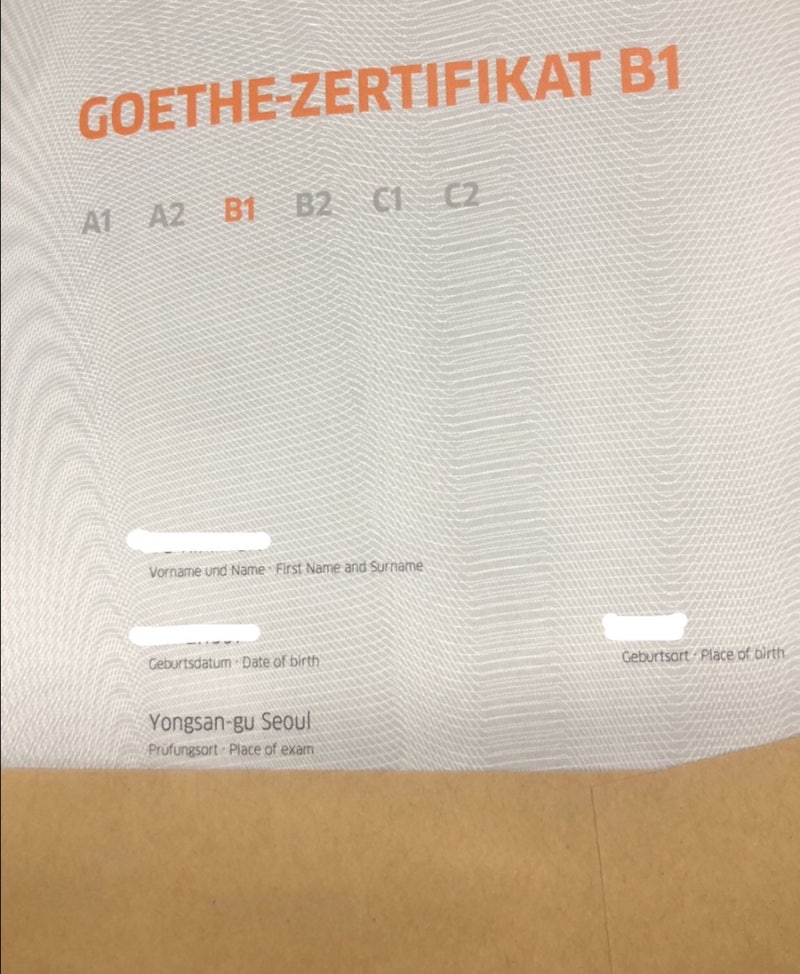 GOETHE-ZERTIFIKAT B1
A1 A2 B1 B2 C1 C2
Vorname und Name · First Name and Surname
Geburtsdatum · Date of birth
Geburtsort · Place of birth
Yongsan-gu Seoul
Prüfungsort · Place of exam